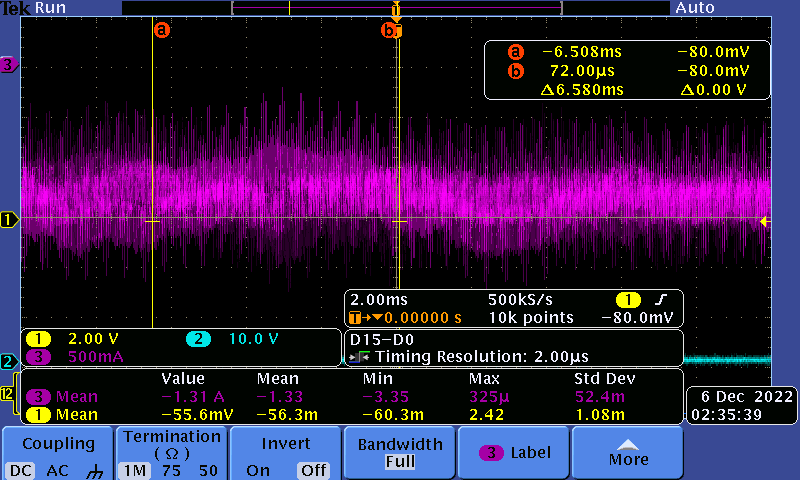 Tek Run Auto
T
a b
a −6.508ms −80.0mV
b 72.00µs −80.0mV
Δ6.580ms Δ0.00 V
3
1
2.00ms 500kS/s 1
T→▼0.00000 s 10k points −80.0mV
1 2.00 V 2 10.0 V
3 500mA
D15−D0
Timing Resolution: 2.00µs
2
Value Mean Min Max Std Dev
3 Mean −1.31 A −1.33 −3.35 325µ 52.4m
12
1 Mean −55.6mV −56.3m −60.3m 2.42 1.08m
6 Dec 2022
02:35:39
Coupling
DC AC
Termination
(Ω)
1M 75 50
Invert
On Off
Bandwidth
Full
3 Label
More